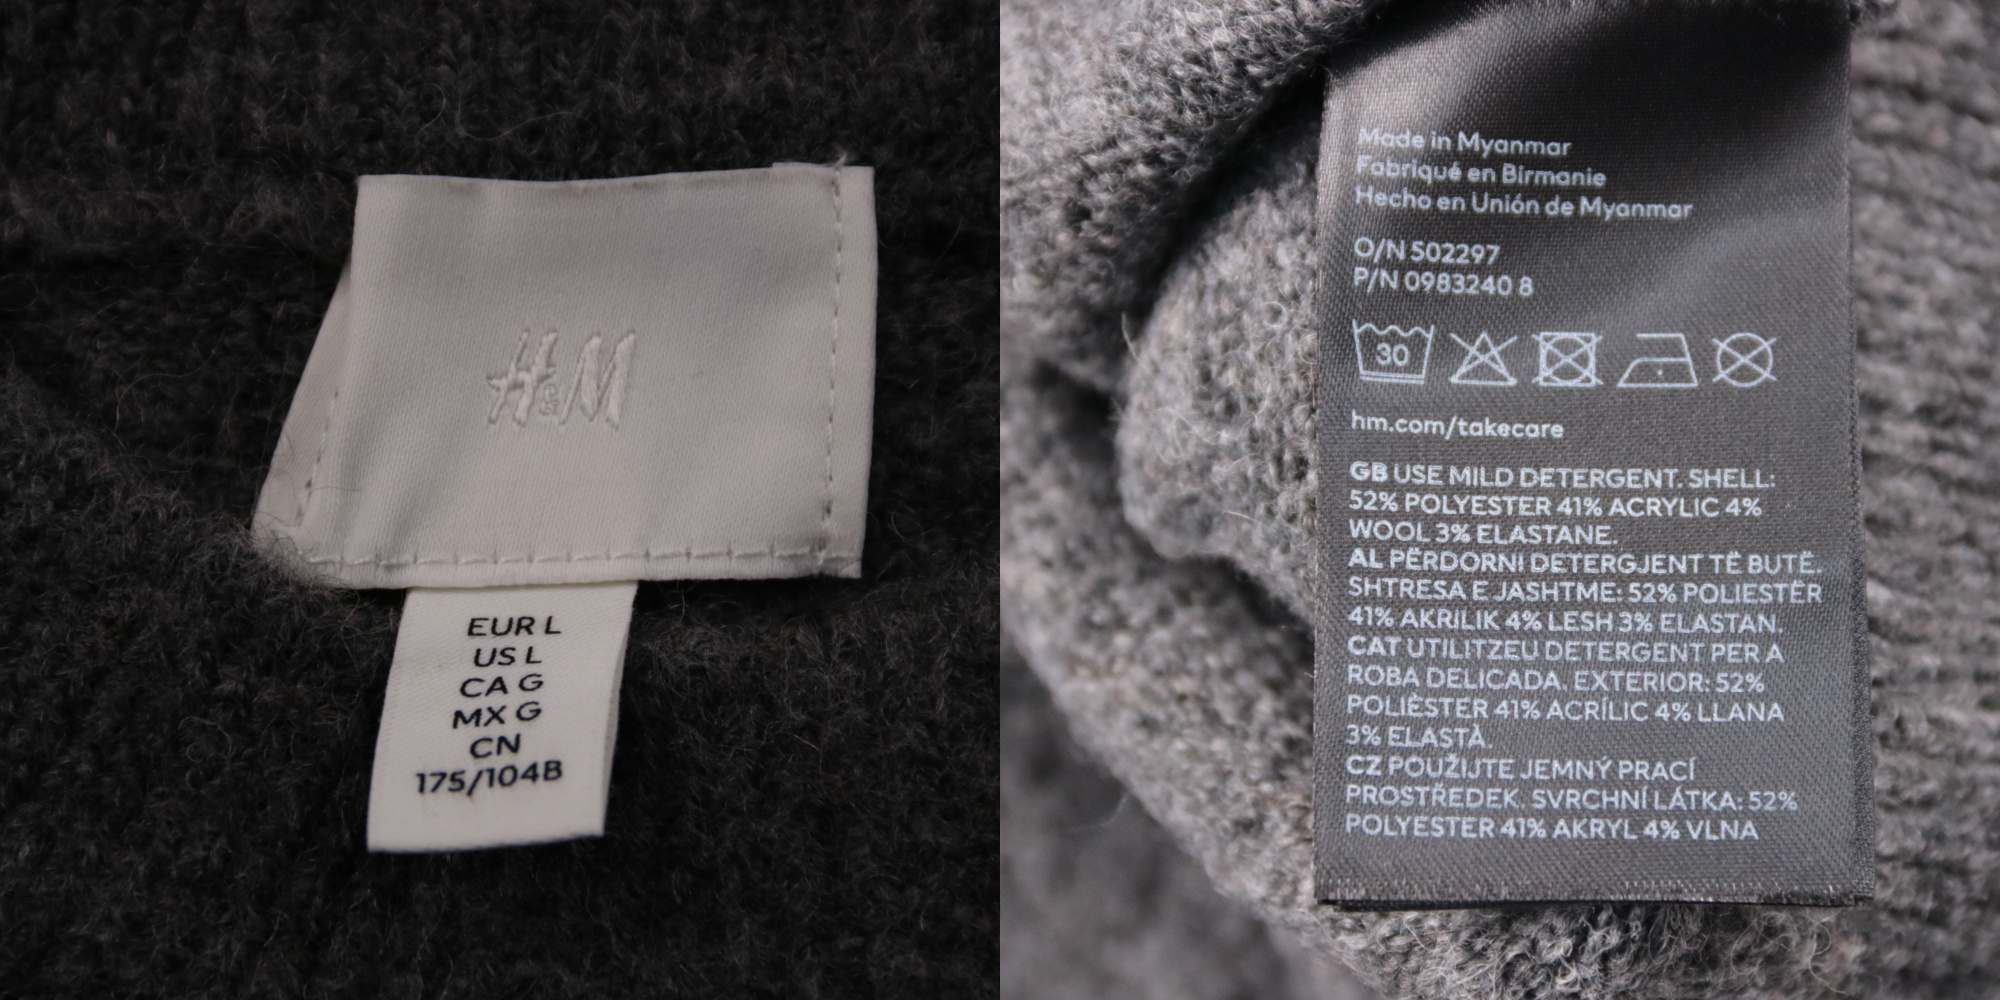 H&M
EUR L
US L
CA G
MX G
CN
175/104B
Made in Myanmar
Fabriqué en Birmanie
Hecho en Unión de Myanmar
O/N 502297
P/N 0983240 8
30
hm.com/takecare
GB USE MILD DETERGENT. SHELL:
52% POLYESTER 41% ACRYLIC 4%
WOOL 3% ELASTANE.
AL PËRDORNI DETERGJENT TË BUTË.
SHTRESA E JASHTME: 52% POLIESTËR
41% AKRILIK 4% LESH 3% ELASTAN.
CAT UTILITZEU DETERGENT PER A
ROBA DELICADA. EXTERIOR: 52%
POLIÈSTER 41% ACRÍLIC 4% LLANA
3% ELASTÀ.
CZ POUŽIJTE JEMNÝ PRACÍ
PROSTŘEDEK. SVRCHNÍ LÁTKA: 52%
POLYESTER 41% AKRYL 4% VLNA